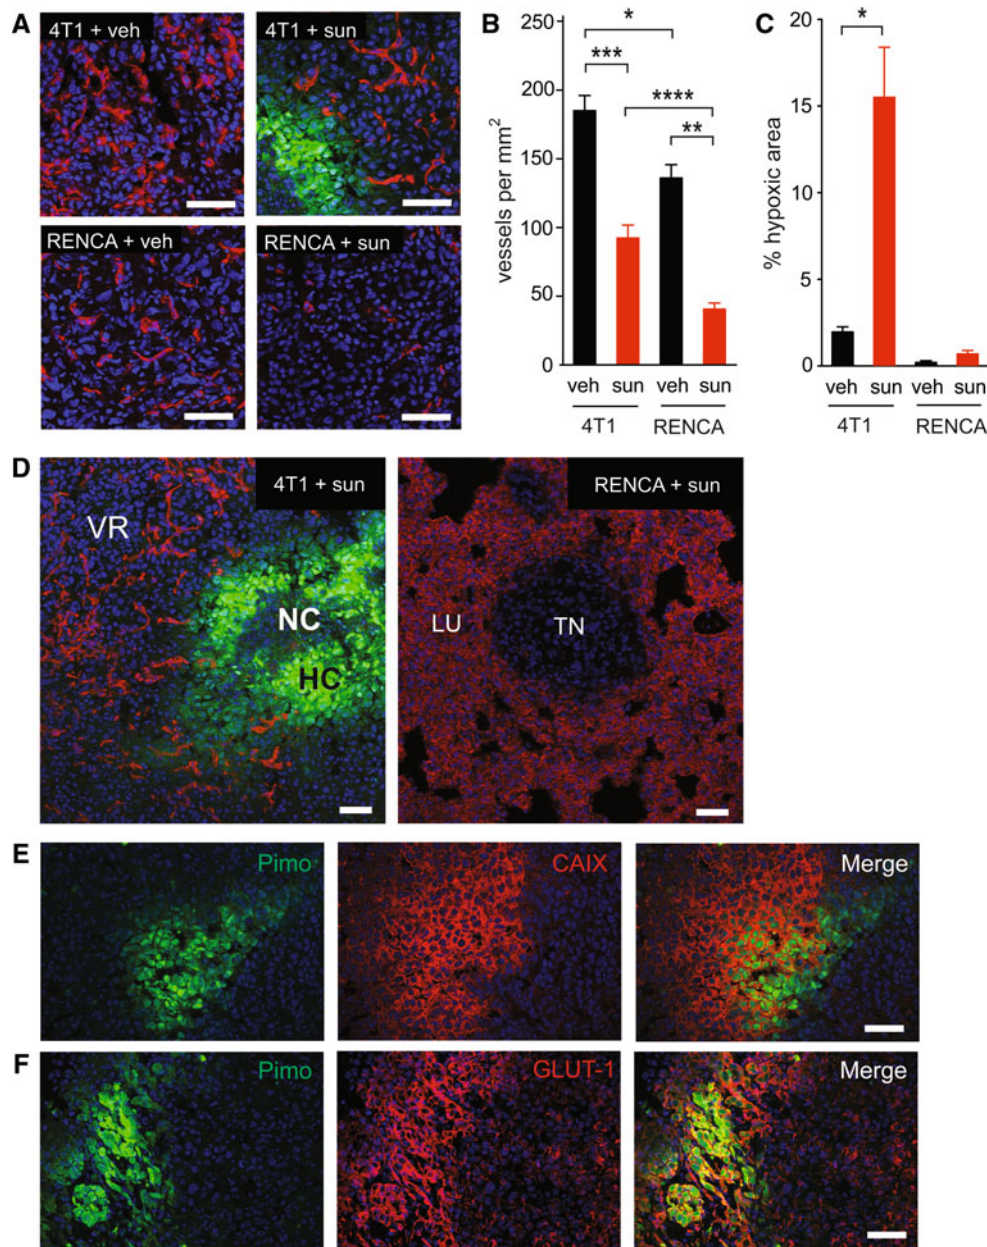 A
4T1 + veh
4T1 + sun
RENCA + veh
RENCA + sun
B
vessels per mm²
200
150
100
50
0
*
***
****
**
veh sun veh sun
4T1 RENCA
C
% hypoxic area
20
15
10
5
0
*
veh sun veh sun
4T1 RENCA
D
4T1 + sun
VR
NC
HC
RENCA + sun
LU
TN
E
Pimo
CAIX
Merge
F
Pimo
GLUT-1
Merge